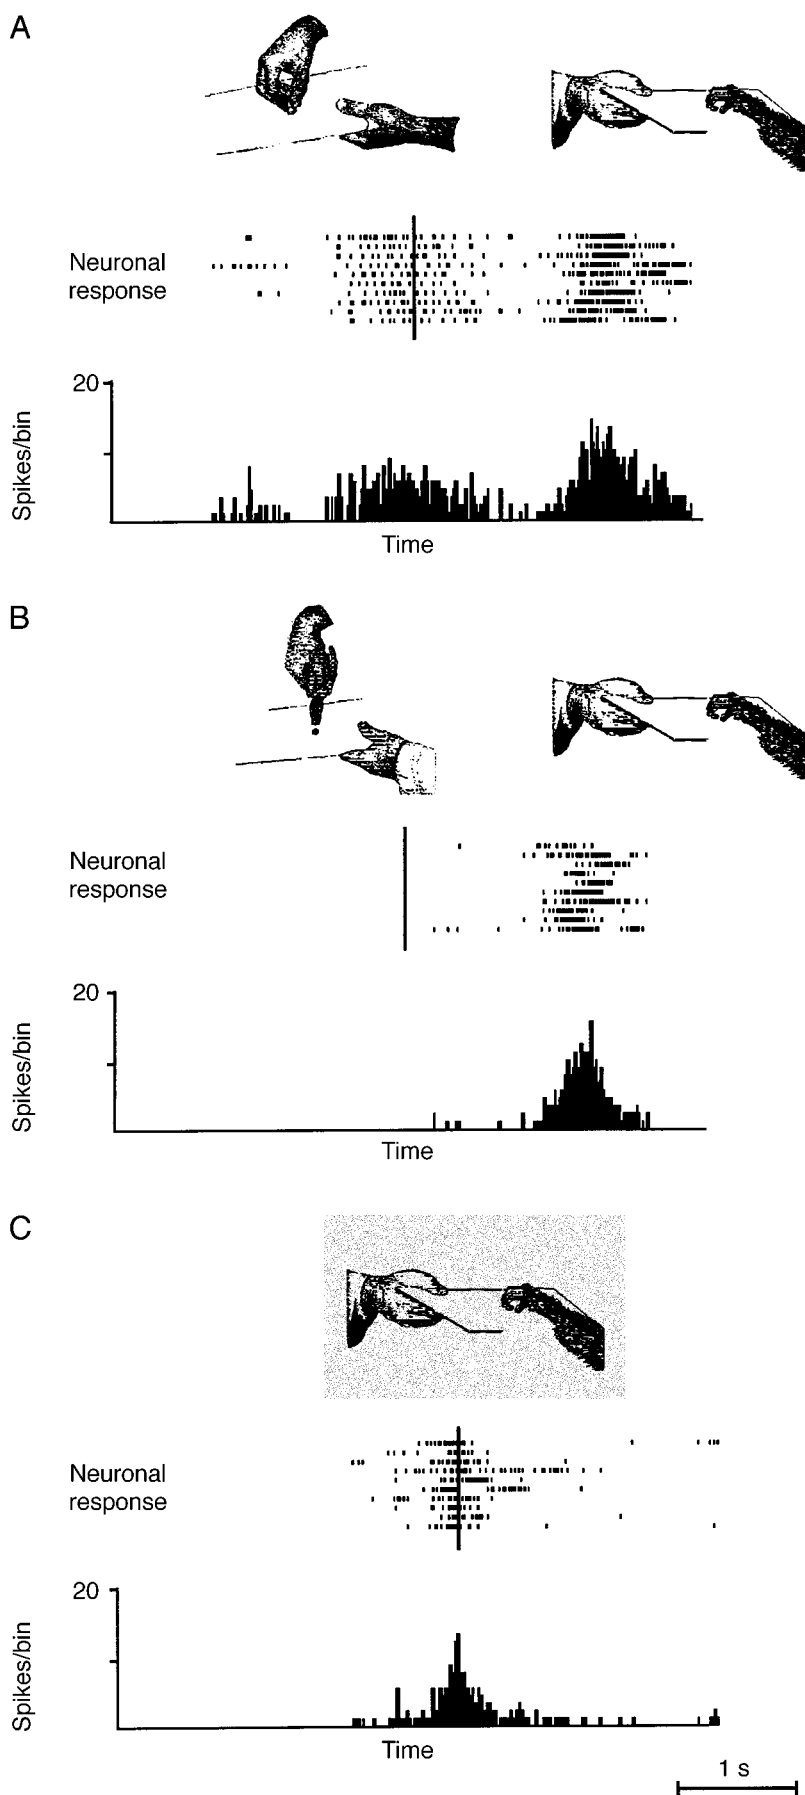 A
Neuronal
response
20
Spikes/bin
Time
B
Neuronal
response
20
Spikes/bin
Time
C
Neuronal
response
20
Spikes/bin
Time
1 s